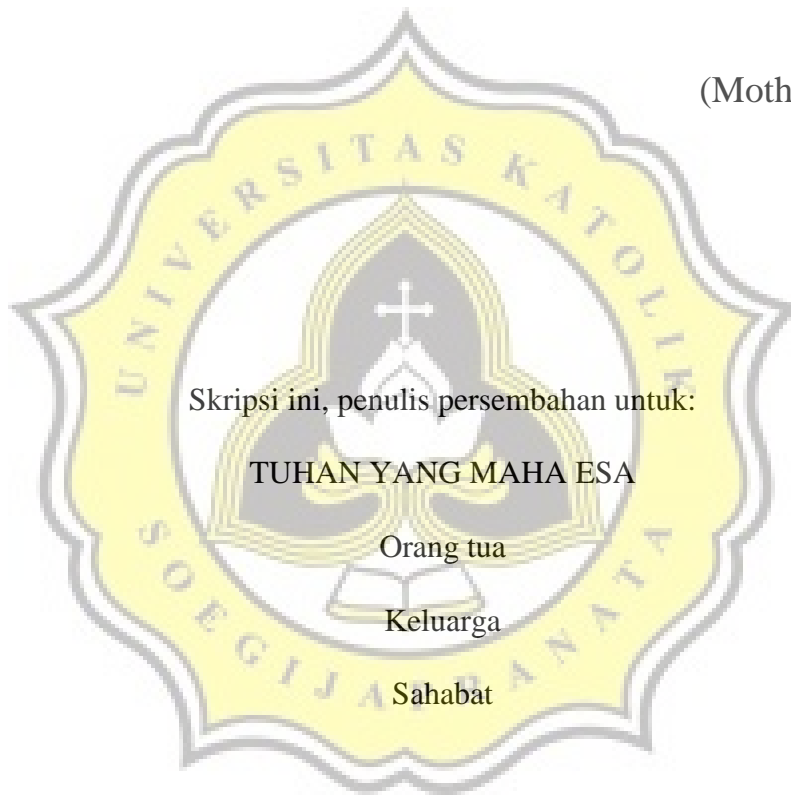 (Moth
UNIVERSITAS KATOLIK
Skripsi ini, penulis persembahan untuk:
TUHAN YANG MAHA ESA
Orang tua
Keluarga
Sahabat
SOEGIJAPRANATA